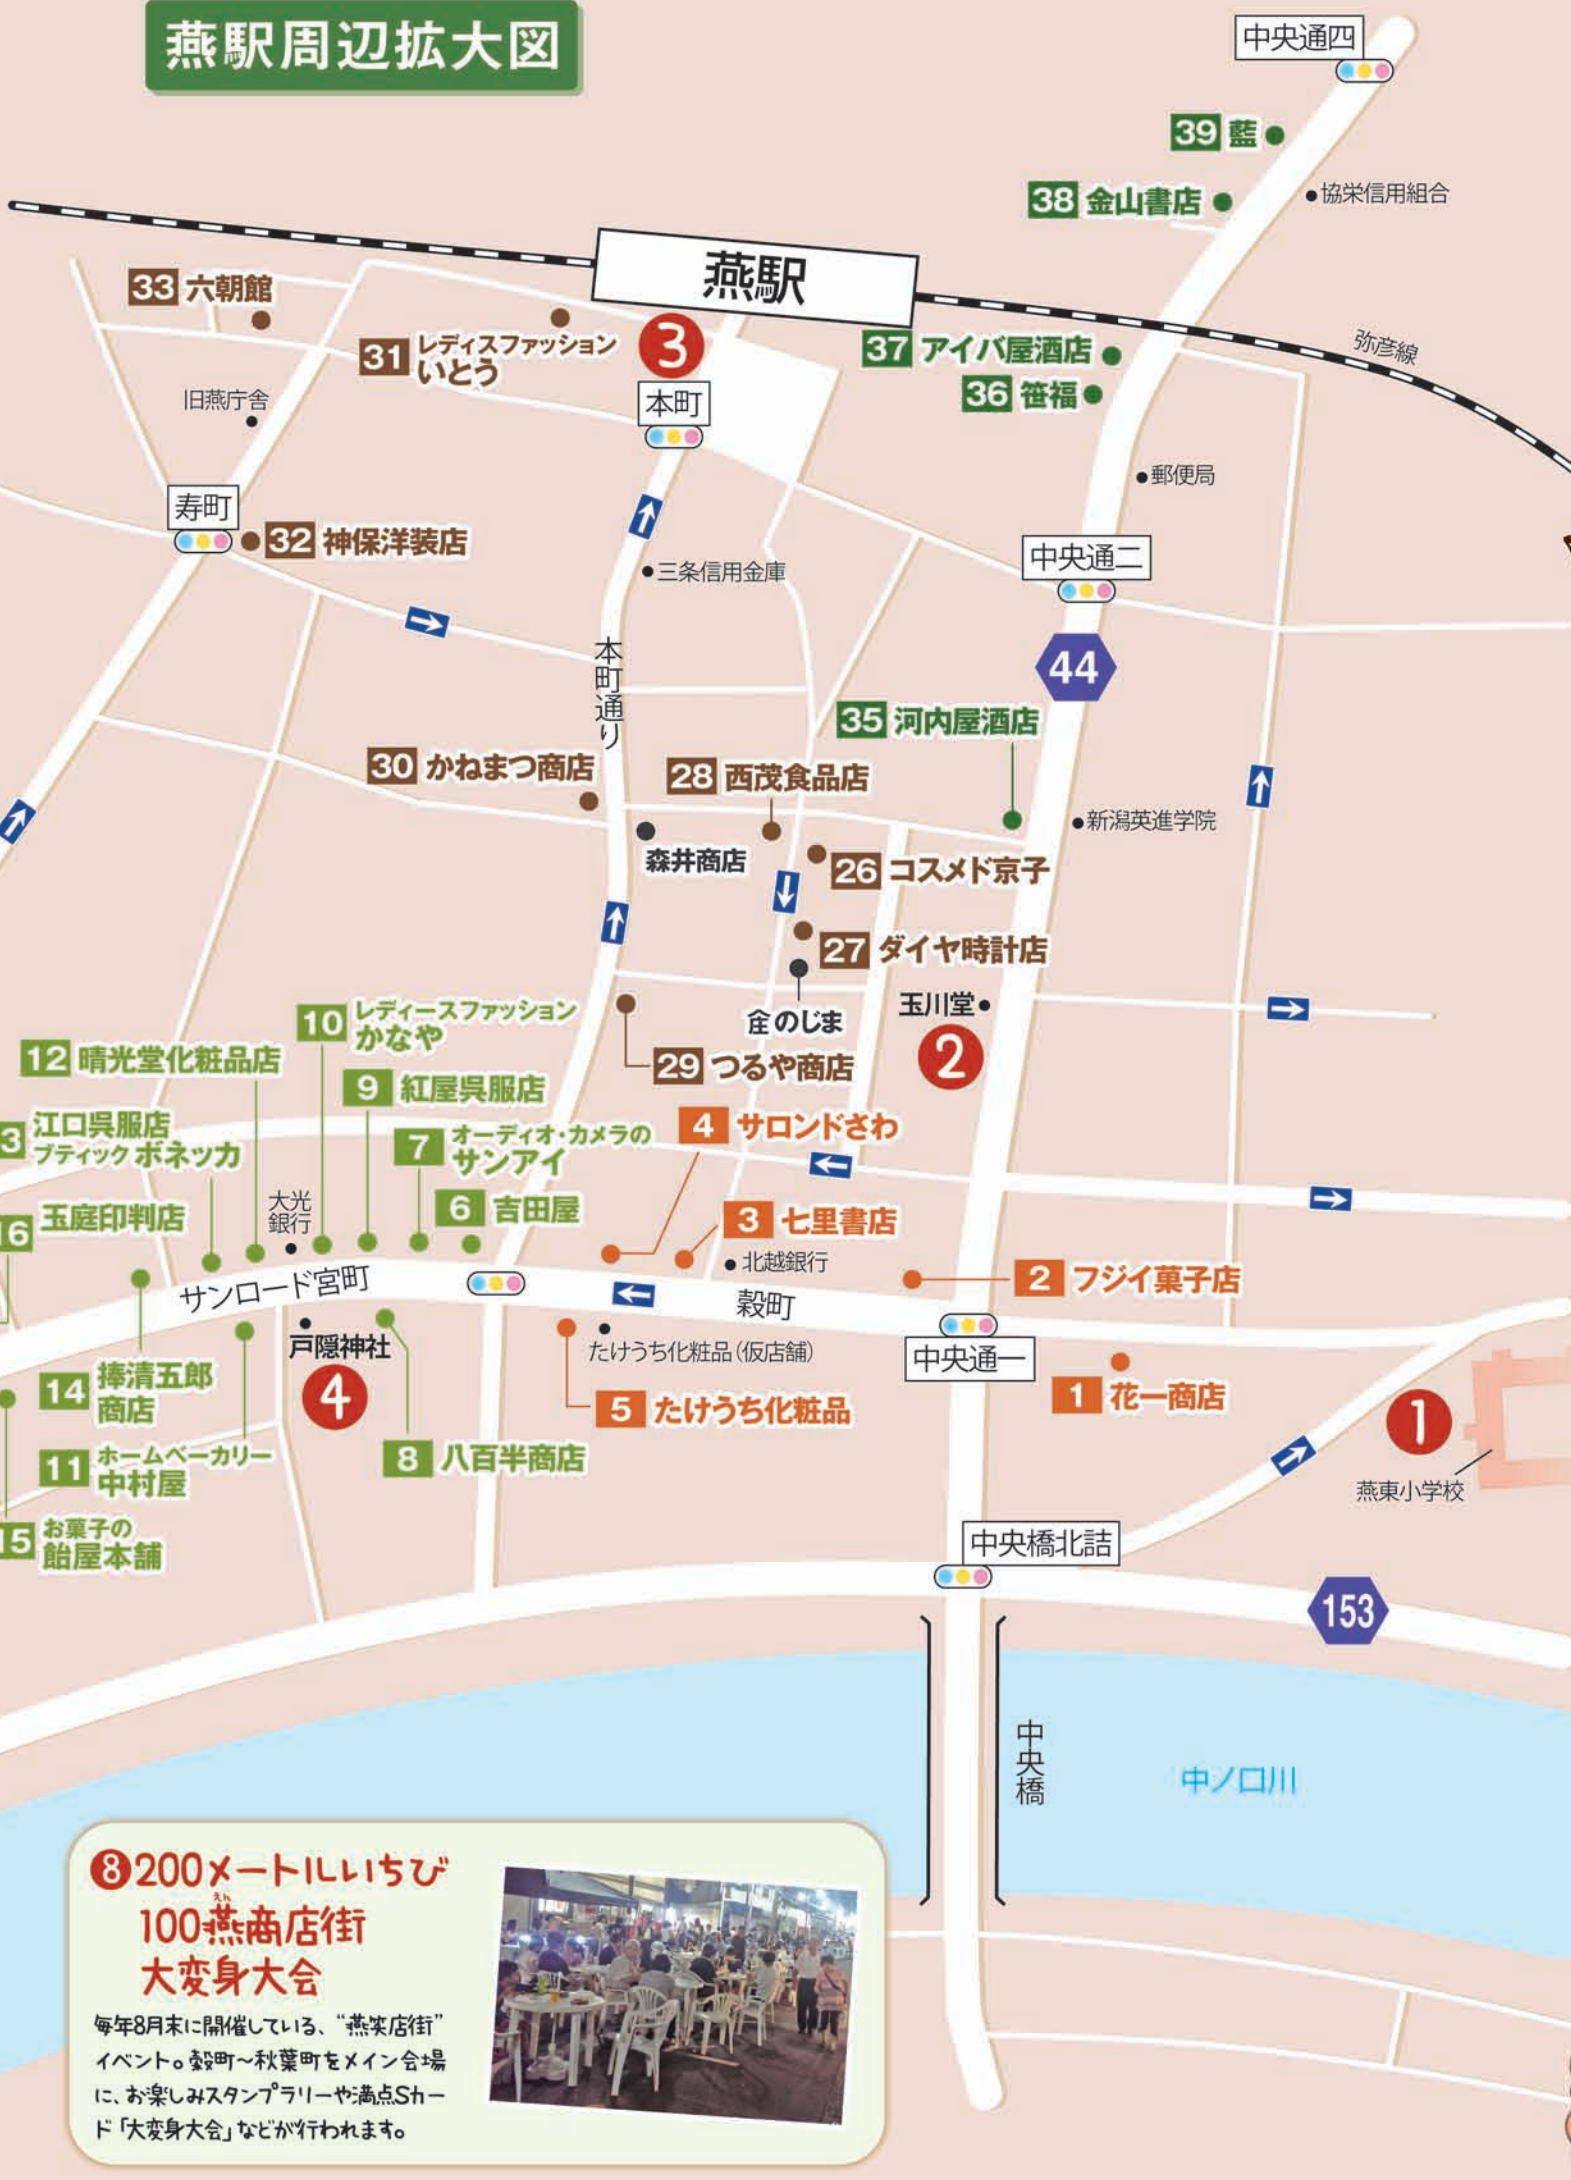 燕駅周辺拡大図
中央通四
39 藍
協栄信用組合
38 金山書店
燕駅
33 六朝館
31 レディスファッション
いとう
3
本町
37 アイバ屋酒店
36 笹福
弥彦線
旧燕庁舎
郵便局
寿町
32 神保洋装店
三条信用金庫
中央通二
44
本町通り
35 河内屋酒店
30 かねまつ商店
28 西茂食品店
新潟英進学院
森井商店
26 コスメド京子
27 ダイヤ時計店
玉川堂
2
のじま
29 つるや商店
10 レディースファッション
かなや
12 晴光堂化粧品店
9 紅屋呉服店
3 江口呉服店
ブティック ボネッカ
7 オーディオ・カメラの
サンアイ
4 サロンドさわ
大光
銀行
6 吉田屋
16 玉庭印判店
3 七里書店
北越銀行
2 フジイ菓子店
サンロード宮町
穀町
戸隠神社
4
たけうち化粧品(仮店舗)
中央通一
14 捧清五郎
商店
5 たけうち化粧品
1 花一商店
1
燕東小学校
11 ホームベーカリー
中村屋
8 八百半商店
15 お菓子の
飴屋本舗
中央橋北詰
153
中央橋
中ノ口川
8 200メートルいちび
100燕商店街
えん
大変身大会
毎年8月末に開催している、“燕笑店街”
イベント。穀町～秋葉町をメイン会場
に、お楽しみスタンプラリーや満点Sカー
ド「大変身大会」などが行われます。